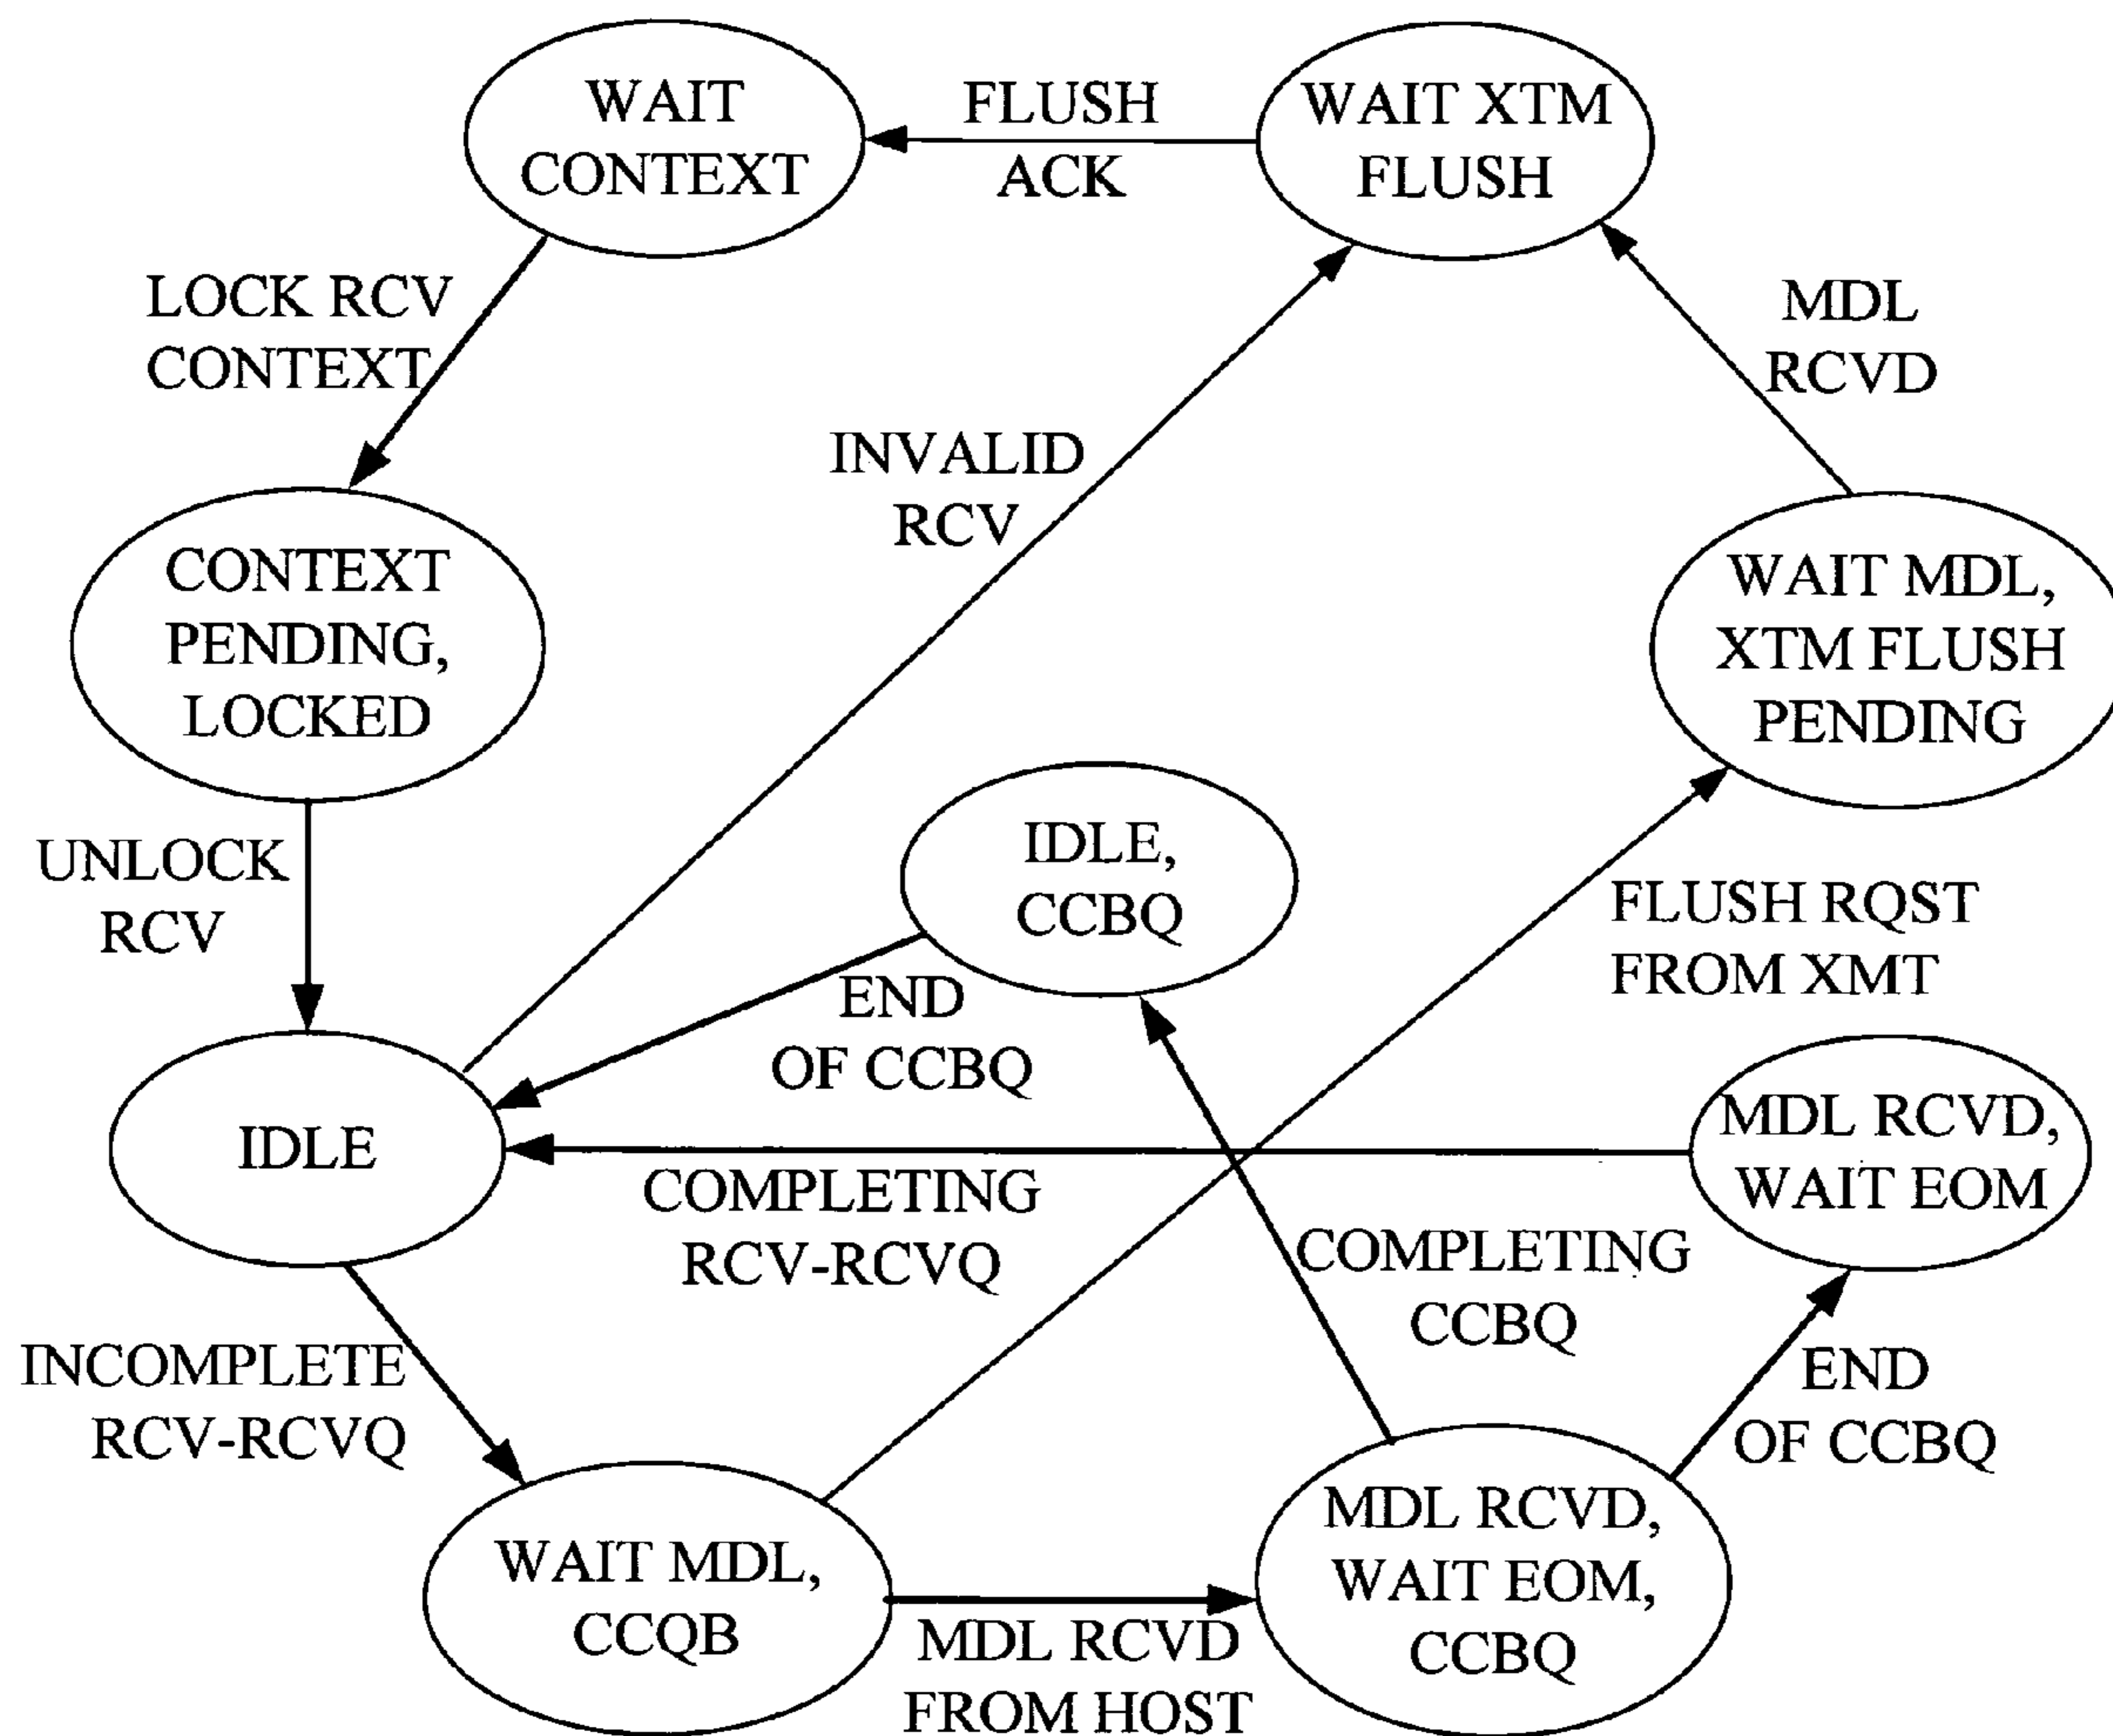 WAIT
CONTEXT
FLUSH
ACK
WAIT XTM
FLUSH
LOCK RCV
CONTEXT
MDL
RCVD
INVALID
RCV
CONTEXT
PENDING,
LOCKED
WAIT MDL,
XTM FLUSH
PENDING
UNLOCK
RCV
IDLE,
CCBQ
FLUSH RQST
FROM XMT
END
OF CCBQ
IDLE
MDL RCVD,
WAIT EOM
COMPLETING
RCV-RCVQ
COMPLETING
CCBQ
INCOMPLETE
RCV-RCVQ
END
OF CCBQ
WAIT MDL,
CCQB
MDL RCVD
FROM HOST
MDL RCVD,
WAIT EOM,
CCBQ